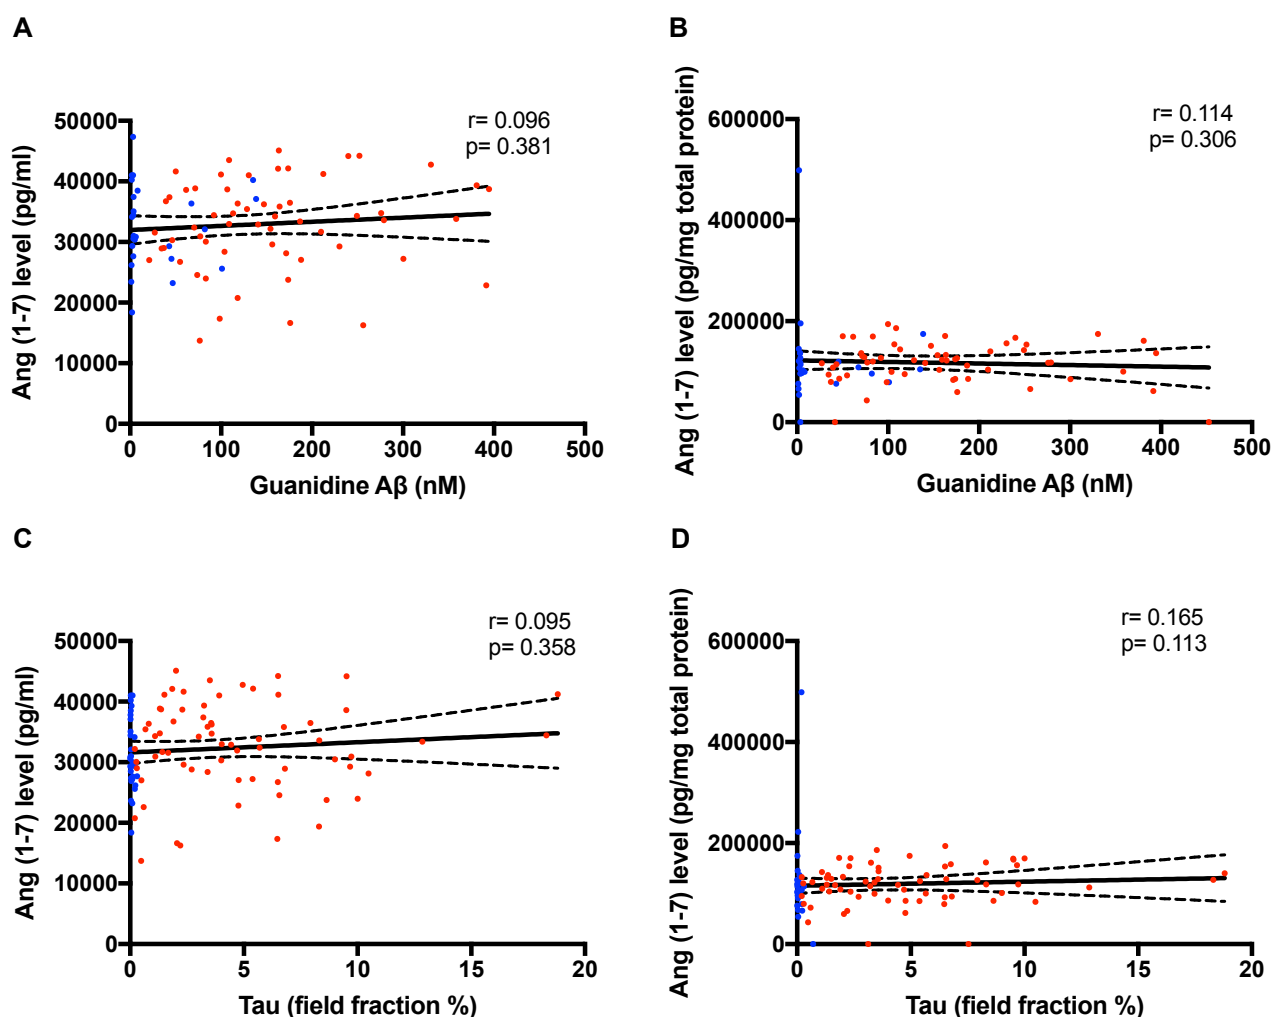 A
r= 0.096
p= 0.381
Ang (1-7) level (pg/ml)
50000
40000
30000
20000
10000
0
0 100 200 300 400 500
Guanidine Aβ (nM)
B
r= 0.114
p= 0.306
Ang (1-7) level (pg/mg total protein)
600000
400000
200000
0
0 100 200 300 400 500
Guanidine Aβ (nM)
C
r= 0.095
p= 0.358
Ang (1-7) level (pg/ml)
50000
40000
30000
20000
10000
0
0 5 10 15 20
Tau (field fraction %)
D
r= 0.165
p= 0.113
Ang (1-7) level (pg/mg total protein)
600000
400000
200000
0
0 5 10 15 20
Tau (field fraction %)